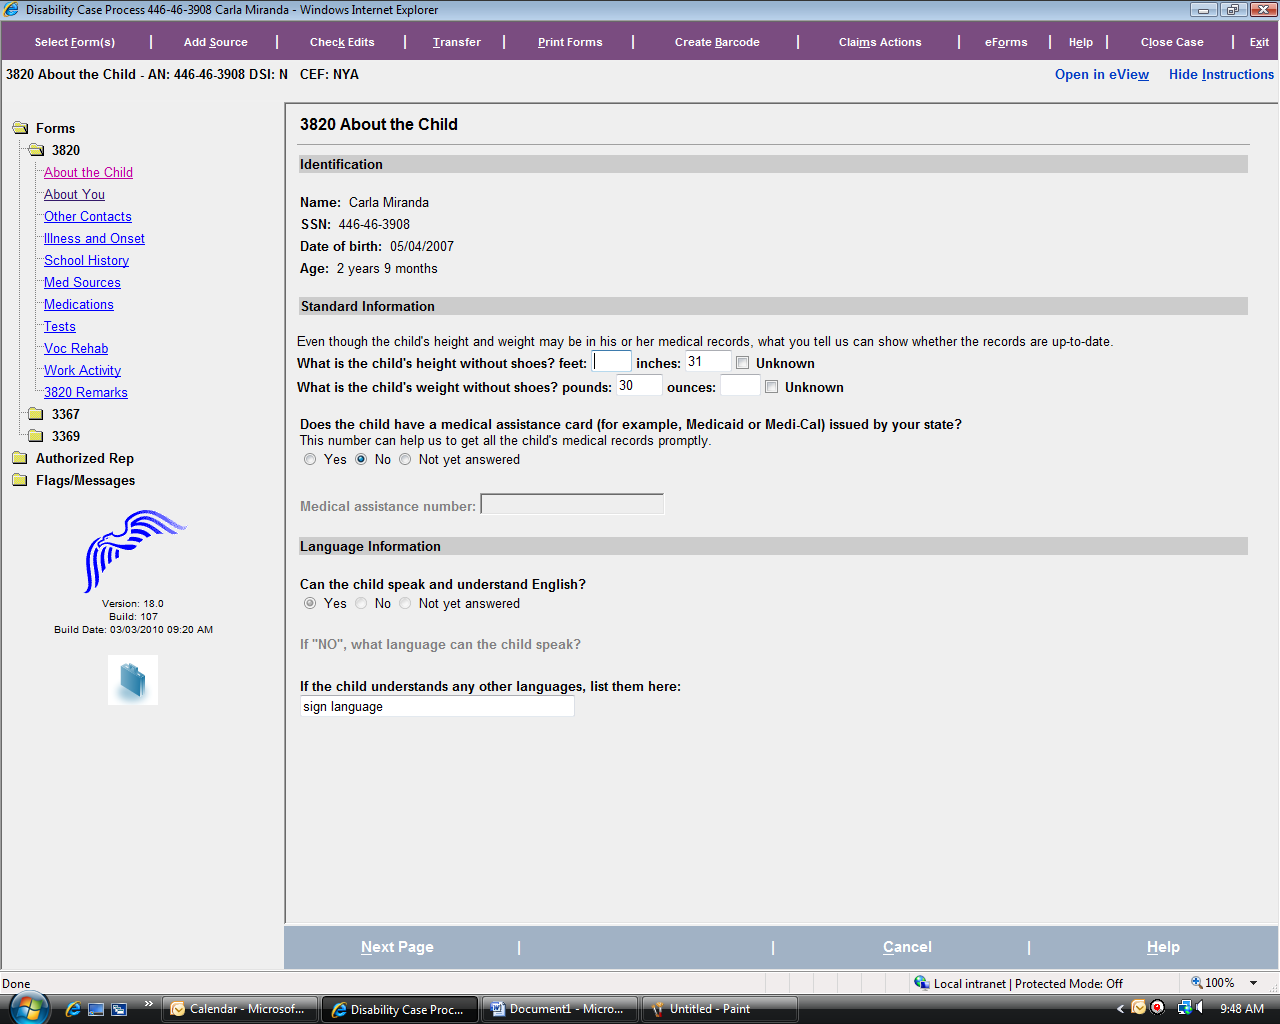 Disability Case Process 446-46-3908 Carla Miranda - Windows Internet Explorer
Select Form(s) | Add Source | Check Edits | Transfer | Print Forms | Create Barcode | Claims Actions | eForms | Help | Close Case | Exit
3820 About the Child - AN: 446-46-3908 DSI: N CEF: NYA
Open in eView Hide Instructions
Forms
3820
About the Child
About You
Other Contacts
Illness and Onset
School History
Med Sources
Medications
Tests
Voc Rehab
Work Activity
3820 Remarks
3367
3369
Authorized Rep
Flags/Messages
Version: 18.0
Build: 107
Build Date: 03/03/2010 09:20 AM
3820 About the Child
Identification
Name: Carla Miranda
SSN: 446-46-3908
Date of birth: 05/04/2007
Age: 2 years 9 months
Standard Information
Even though the child's height and weight may be in his or her medical records, what you tell us can show whether the records are up-to-date.
What is the child's height without shoes? feet: inches: 31 Unknown
What is the child's weight without shoes? pounds: 30 ounces: Unknown
Does the child have a medical assistance card (for example, Medicaid or Medi-Cal) issued by your state?
This number can help us to get all the child's medical records promptly.
Yes No Not yet answered
Medical assistance number:
Language Information
Can the child speak and understand English?
Yes No Not yet answered
If "NO", what language can the child speak?
If the child understands any other languages, list them here:
sign language
Next Page | | Cancel | Help
Done
Local intranet | Protected Mode: Off
100%
Calendar - Microsof...
Disability Case Proc...
Document1 - Micro...
Untitled - Paint
9:48 AM